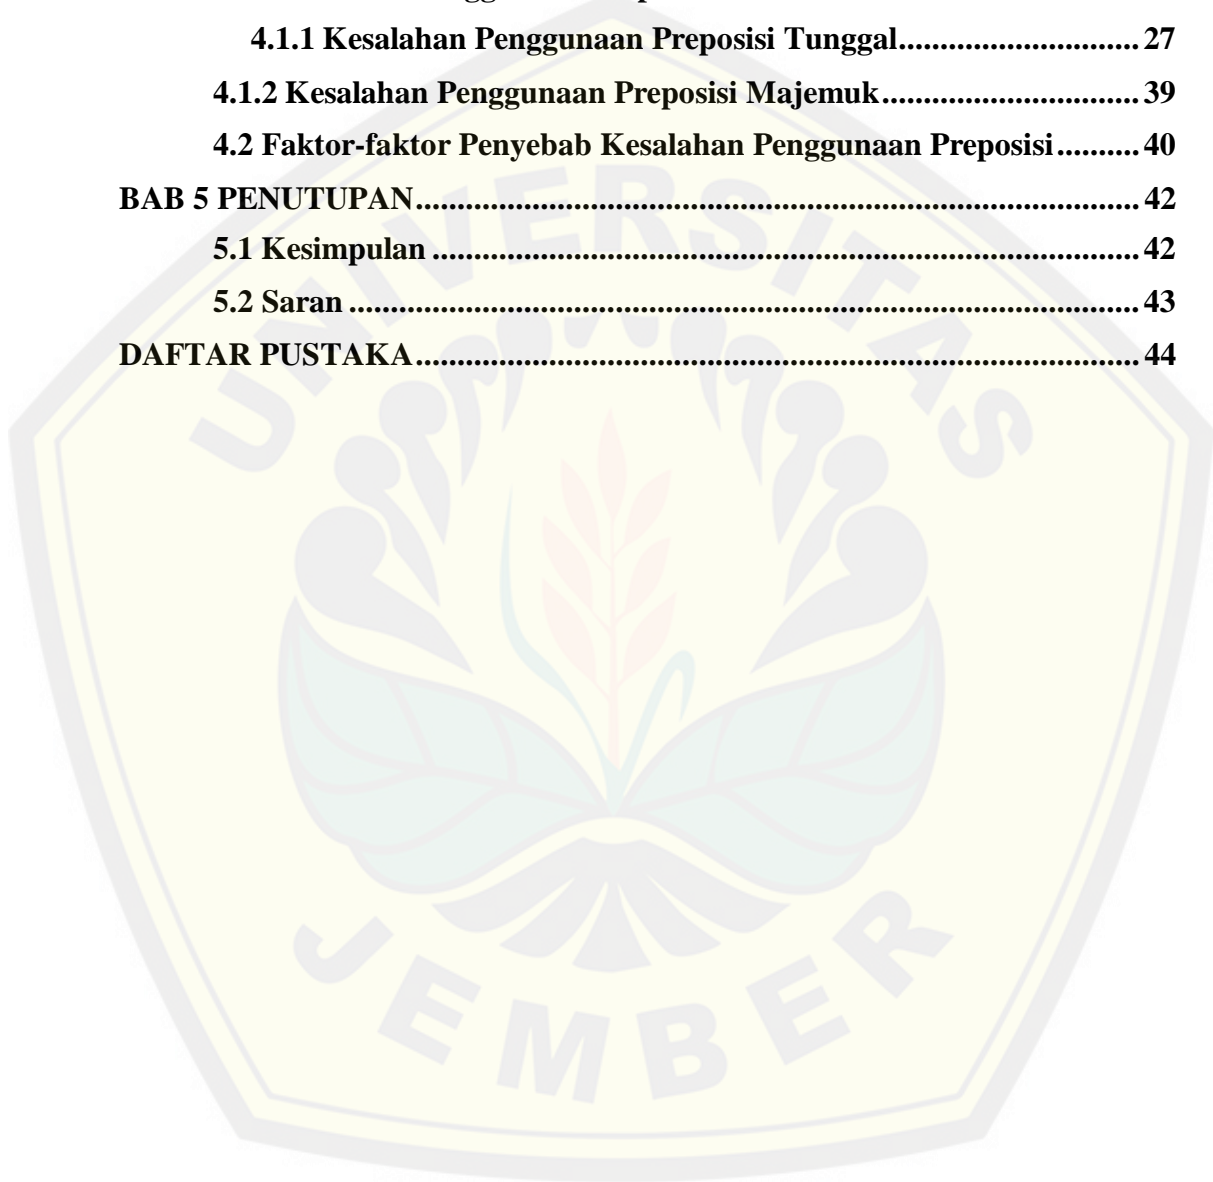 4.1.1 Kesalahan Penggunaan Preposisi Tunggal............................ 27
4.1.2 Kesalahan Penggunaan Preposisi Majemuk.............................. 39
4.2 Faktor-faktor Penyebab Kesalahan Penggunaan Preposisi.......... 40
BAB 5 PENUTUPAN.................................................................................... 42
5.1 Kesimpulan ................................................................................... 42
5.2 Saran ............................................................................................ 43
DAFTAR PUSTAKA.................................................................................... 44
UNIVERSITAS
JEMBER